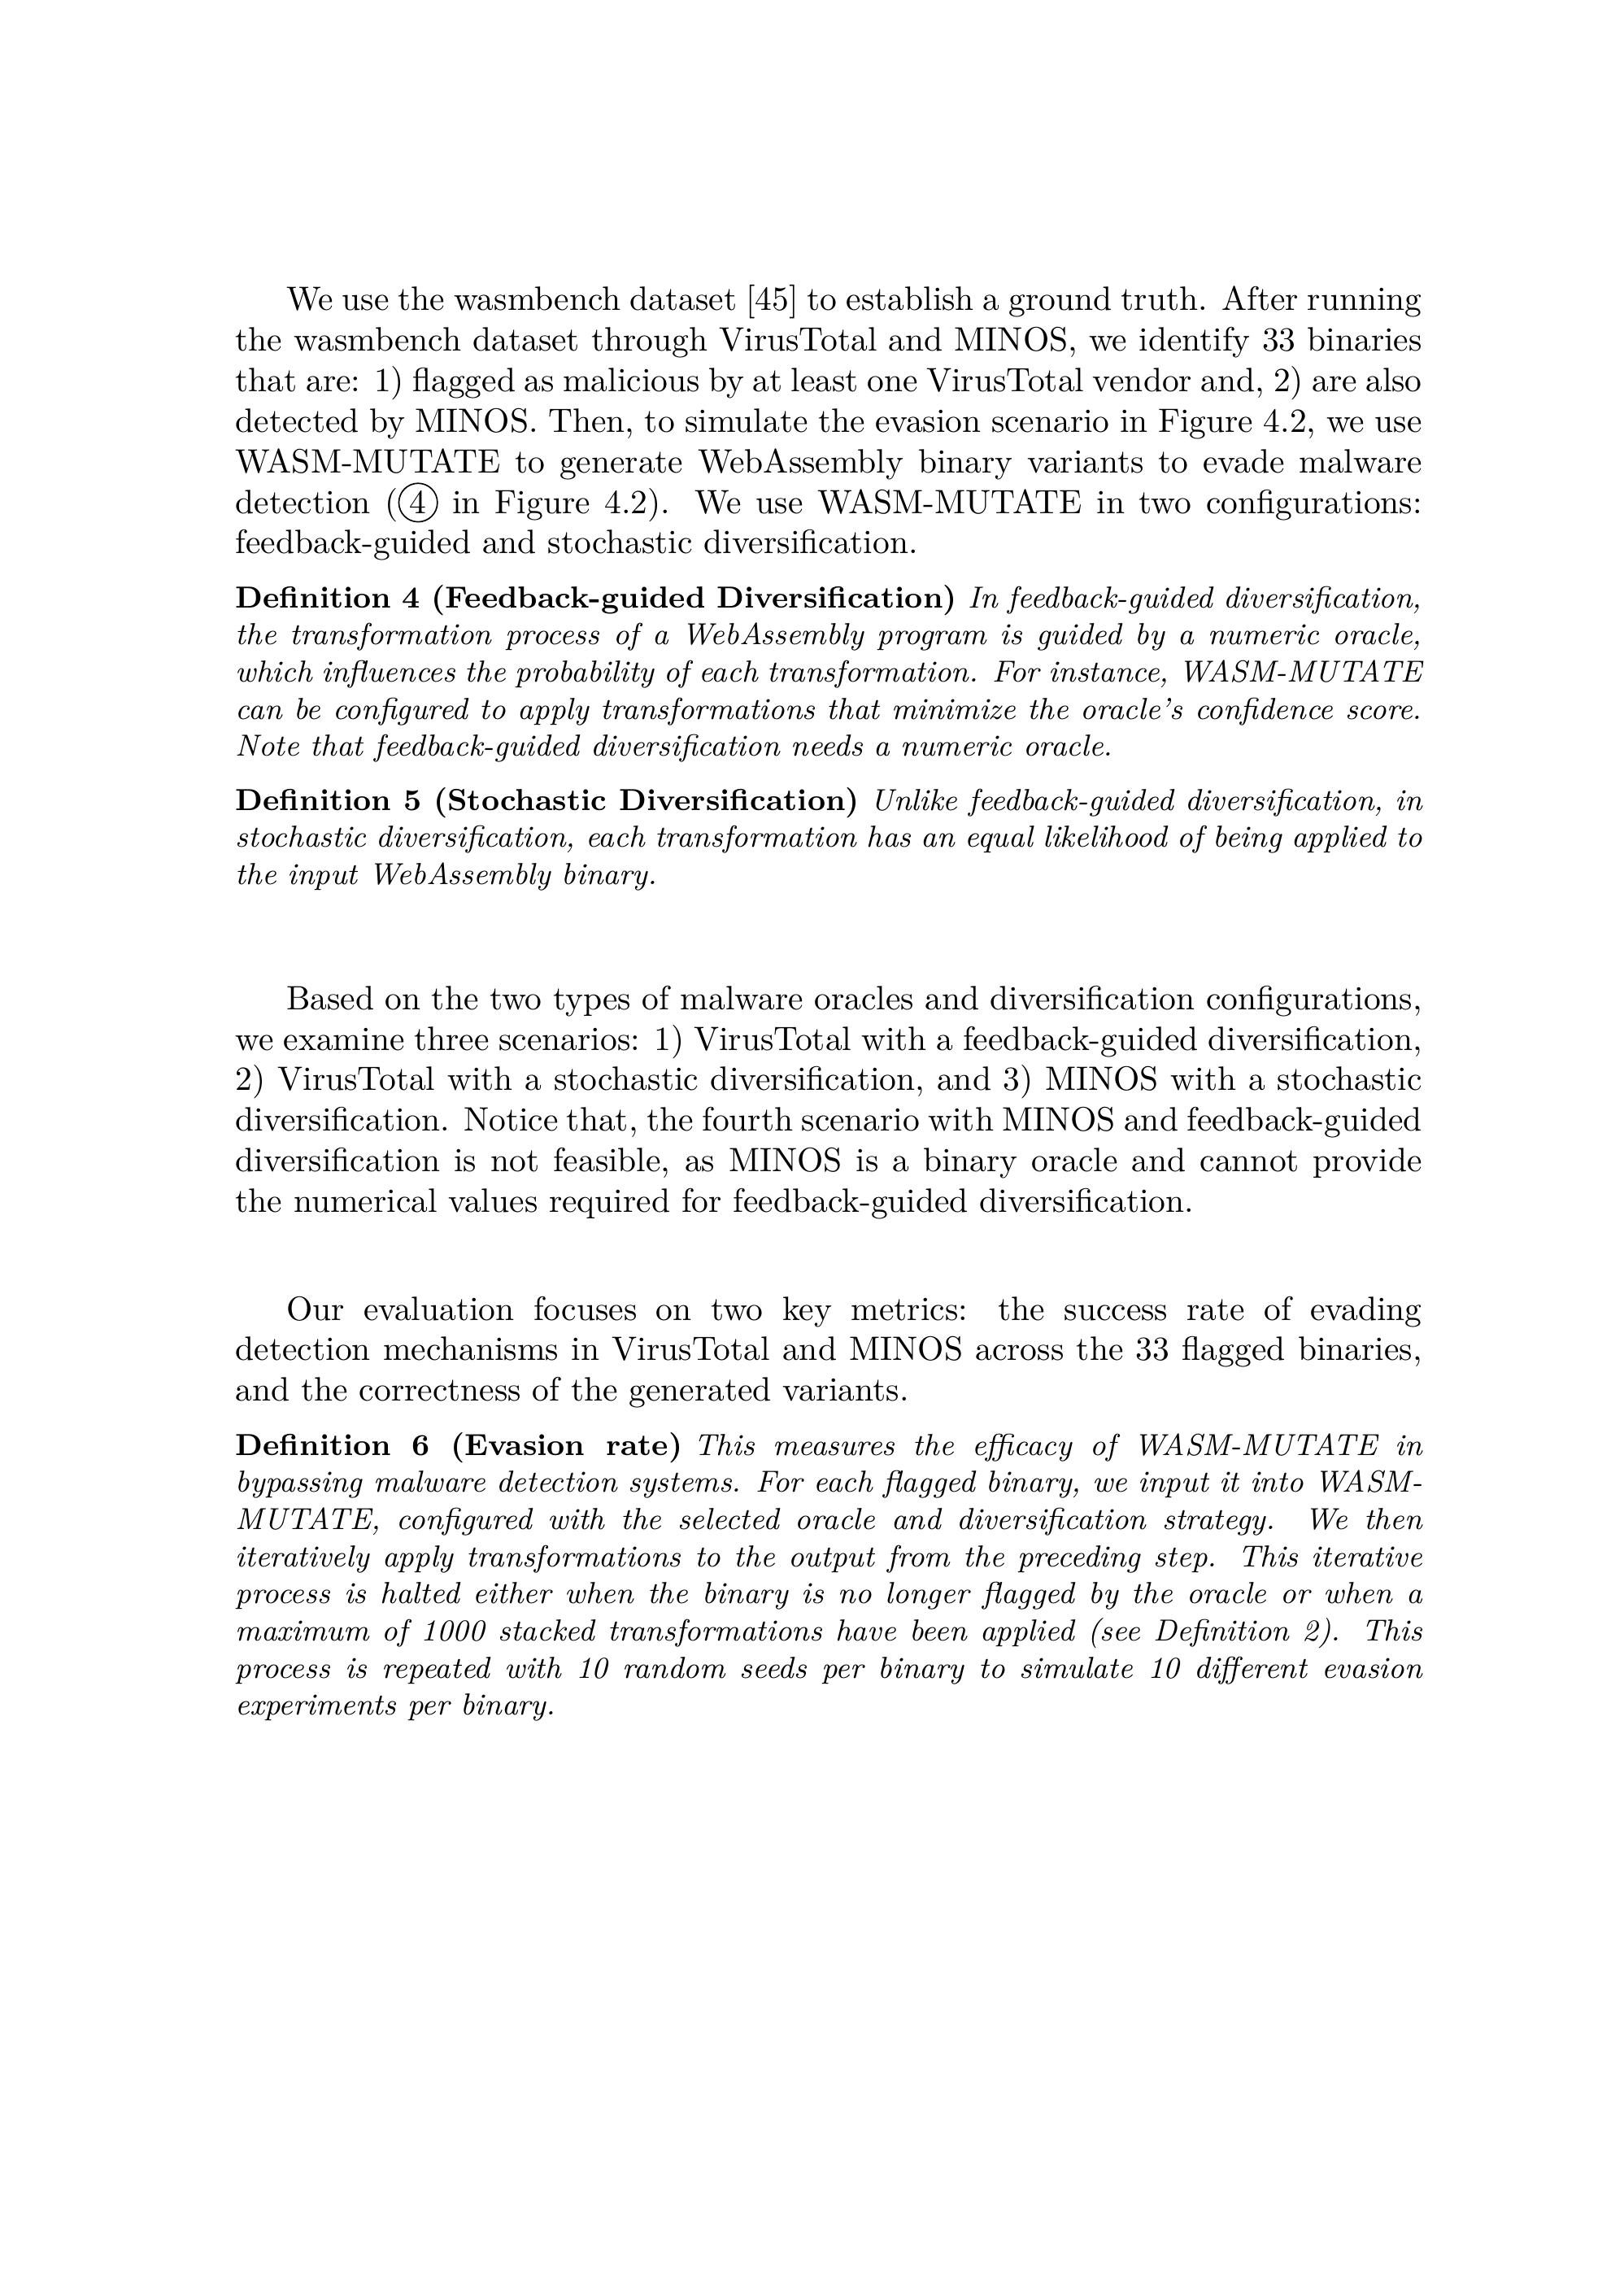 We use the wasmbench dataset [45] to establish a ground truth. After running
the wasmbench dataset through VirusTotal and MINOS, we identify 33 binaries
that are: 1) flagged as malicious by at least one VirusTotal vendor and, 2) are also
detected by MINOS. Then, to simulate the evasion scenario in Figure 4.2, we use
WASM-MUTATE to generate WebAssembly binary variants to evade malware
detection (④ in Figure 4.2). We use WASM-MUTATE in two configurations:
feedback-guided and stochastic diversification.
Definition 4 (Feedback-guided Diversification) In feedback-guided diversification,
the transformation process of a WebAssembly program is guided by a numeric oracle,
which influences the probability of each transformation. For instance, WASM-MUTATE
can be configured to apply transformations that minimize the oracle's confidence score.
Note that feedback-guided diversification needs a numeric oracle.
Definition 5 (Stochastic Diversification) Unlike feedback-guided diversification, in
stochastic diversification, each transformation has an equal likelihood of being applied to
the input WebAssembly binary.
Based on the two types of malware oracles and diversification configurations,
we examine three scenarios: 1) VirusTotal with a feedback-guided diversification,
2) VirusTotal with a stochastic diversification, and 3) MINOS with a stochastic
diversification. Notice that, the fourth scenario with MINOS and feedback-guided
diversification is not feasible, as MINOS is a binary oracle and cannot provide
the numerical values required for feedback-guided diversification.
Our evaluation focuses on two key metrics: the success rate of evading
detection mechanisms in VirusTotal and MINOS across the 33 flagged binaries,
and the correctness of the generated variants.
Definition 6 (Evasion rate) This measures the efficacy of WASM-MUTATE in
bypassing malware detection systems. For each flagged binary, we input it into WASM-
MUTATE, configured with the selected oracle and diversification strategy. We then
iteratively apply transformations to the output from the preceding step. This iterative
process is halted either when the binary is no longer flagged by the oracle or when a
maximum of 1000 stacked transformations have been applied (see Definition 2). This
process is repeated with 10 random seeds per binary to simulate 10 different evasion
experiments per binary.